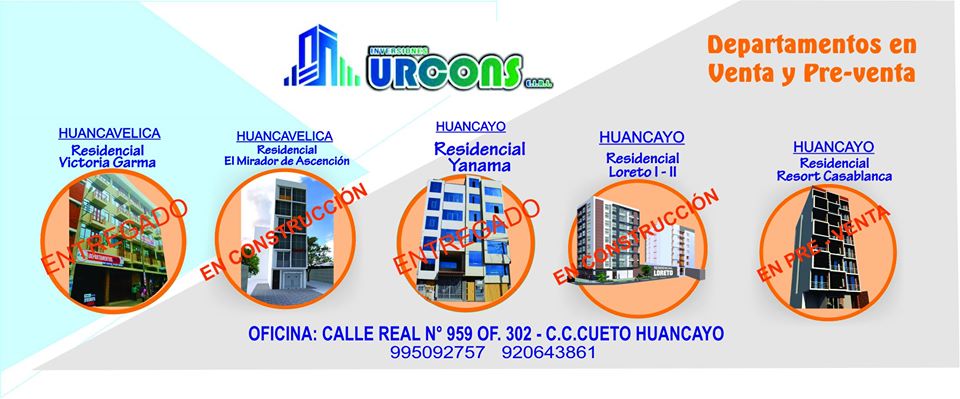 INVERSIONES
URCONS
Departamentos en
Venta y Pre-venta
HUANCAVELICA
Residencial
Victoria Garma
ENTREGADO
HUANCAVELICA
Residencial
El Mirador de Ascención
EN CONSTRUCCIÓN
HUANCAYO
Residencial
Yanama
ENTREGADO
HUANCAYO
Residencial
Loreto I - II
EN CONSTRUCCIÓN
LORETO
HUANCAYO
Residencial
Resort Casablanca
EN PRE - VENTA
OFICINA: CALLE REAL N° 959 OF. 302 - C.C.CUETO HUANCAYO
995092757 920643861